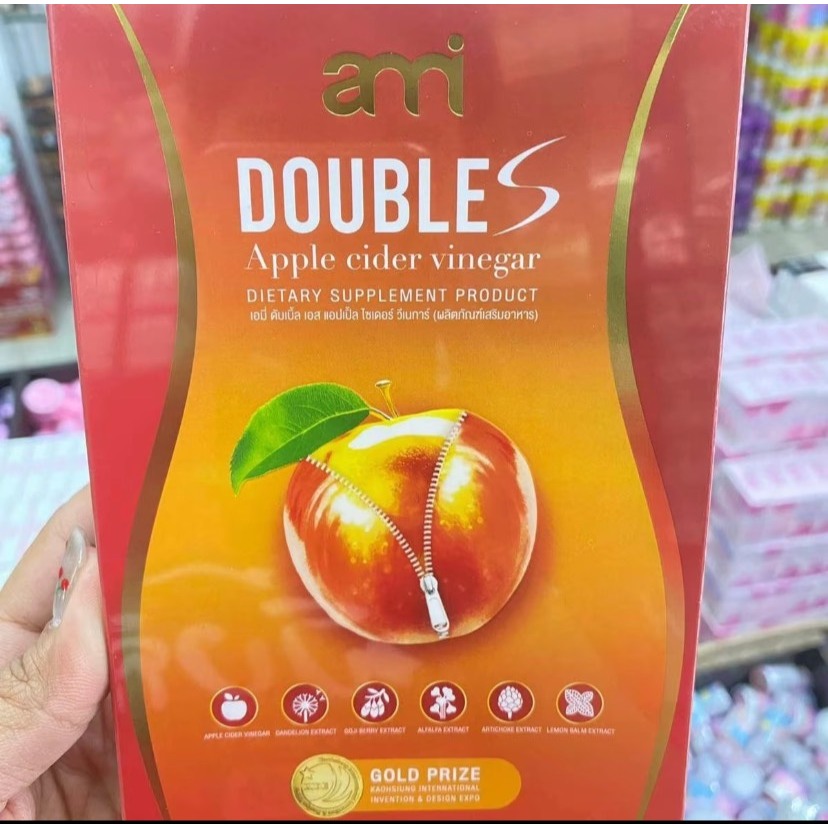 ami
DOUBLE S
Apple cider vinegar
DIETARY SUPPLEMENT PRODUCT
เอมี่ ดับเบิ้ล เอส แอปเปิ้ล ไซเดอร์ วีเนการ์ (ผลิตภัณฑ์เสริมอาหาร)
APPLE CIDER VINEGAR DANDELION EXTRACT GOJI BERRY EXTRACT ALFALFA EXTRACT ARTICHOKE EXTRACT LEMON BALM EXTRACT
GOLD PRIZE
KAOHSIUNG INTERNATIONAL
INVENTION & DESIGN EXPO